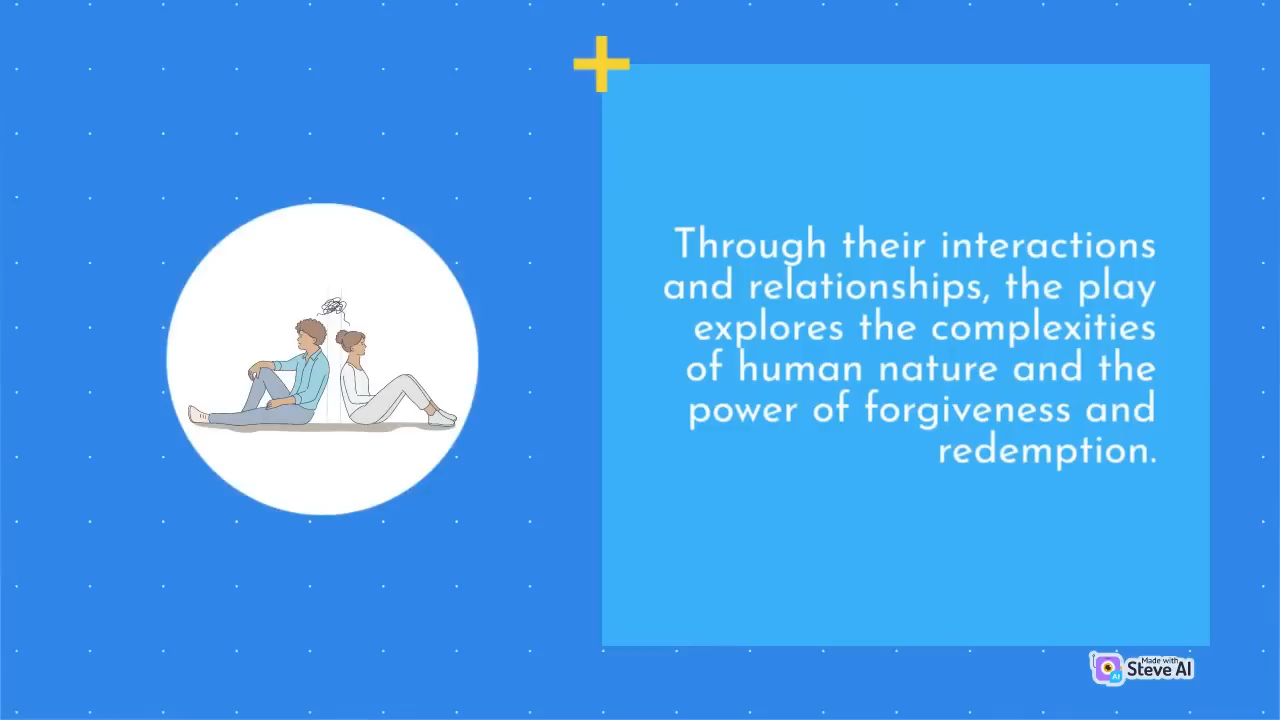 Through their interactions
and relationships, the play
explores the complexities
of human nature and the
power of forgiveness and
redemption.
Made with
Steve AI
AI